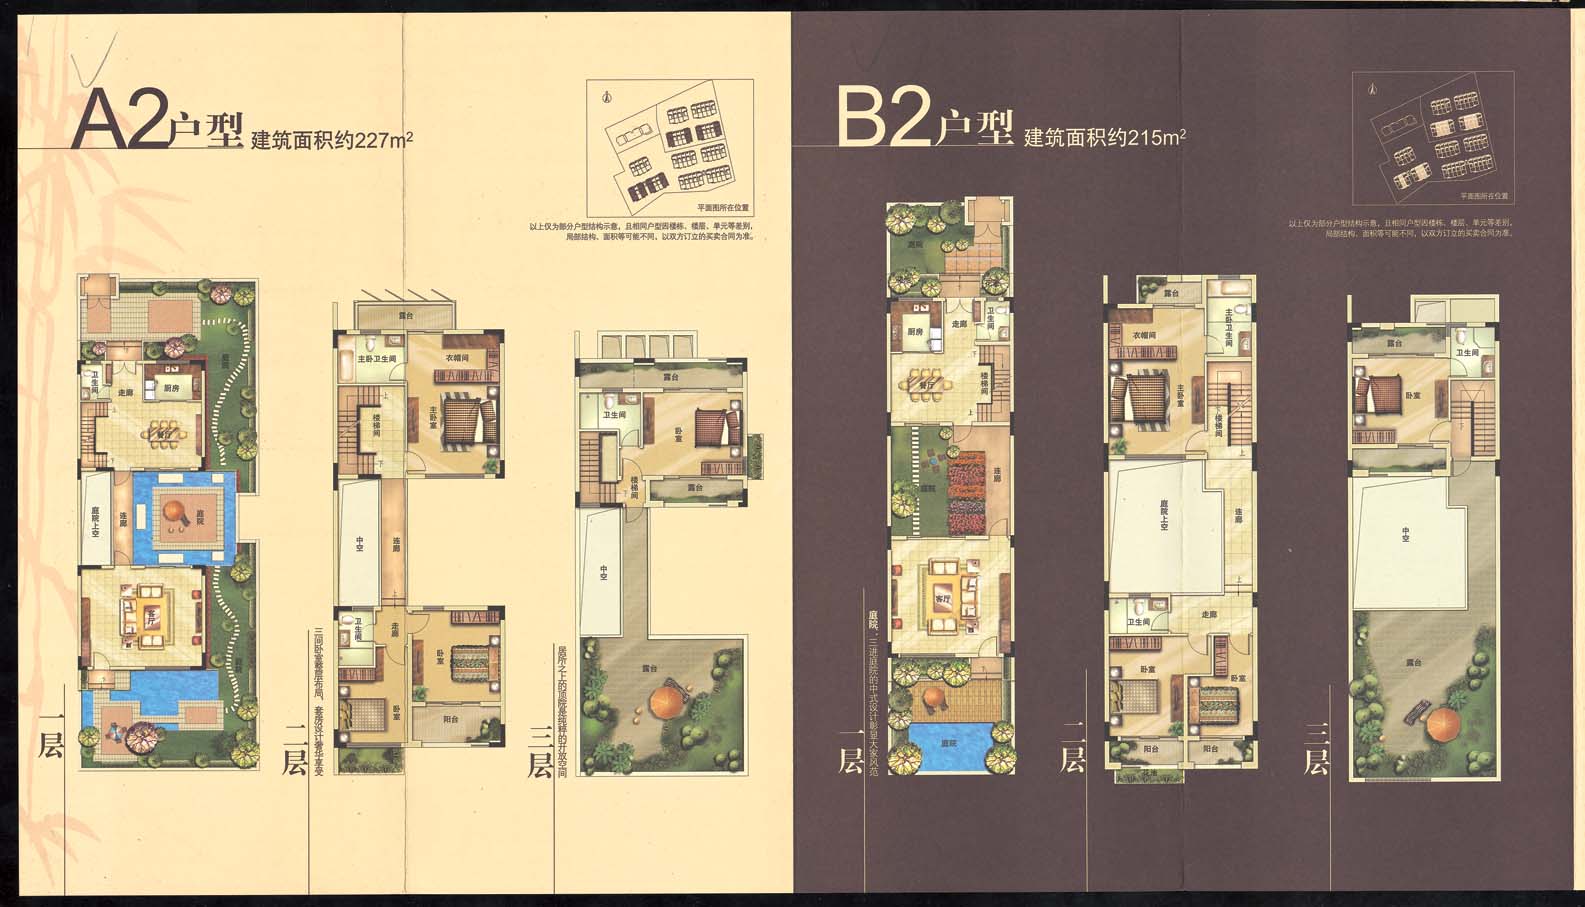 A2户型 建筑面积约227m²
平面图所在位置
以上仅为部分户型结构示意，且相同户型因楼栋、楼层、单元等差别，
局部结构、面积等可能不同，以双方订立的买卖合同为准。
卫生间
走廊
厨房
餐厅
庭院上空
连廊
庭院
客厅
一层
露台
主卧卫生间
衣帽间
主卧室
上
楼梯间
下
中空
连廊
上
卫生间
走廊
卧室
卧室
阳台
二层
三间卧室叠层布局，套房设计奢华享受
露台
卫生间
卧室
楼梯间
下
露台
中空
露台
三层
居所之上的顶院是纯粹的开放空间
B2户型 建筑面积约215m²
平面图所在位置
以上仅为部分户型结构示意，且相同户型因楼栋、楼层、单元等差别，
局部结构、面积等可能不同，以双方订立的买卖合同为准。
庭院
厨房
走廊
卫生间
下
餐厅
楼梯间
上
庭院
连廊
客厅
下
庭院
一层
庭院：三进庭院的中式设计彰显大家风范
露台
衣帽间
主卧卫生间
主卧室
下
楼梯间
上
庭院上空
连廊
上
卫生间
走廊
卧室
卧室
阳台
阳台
花池
二层
露台
卫生间
卧室
下
中空
露台
三层